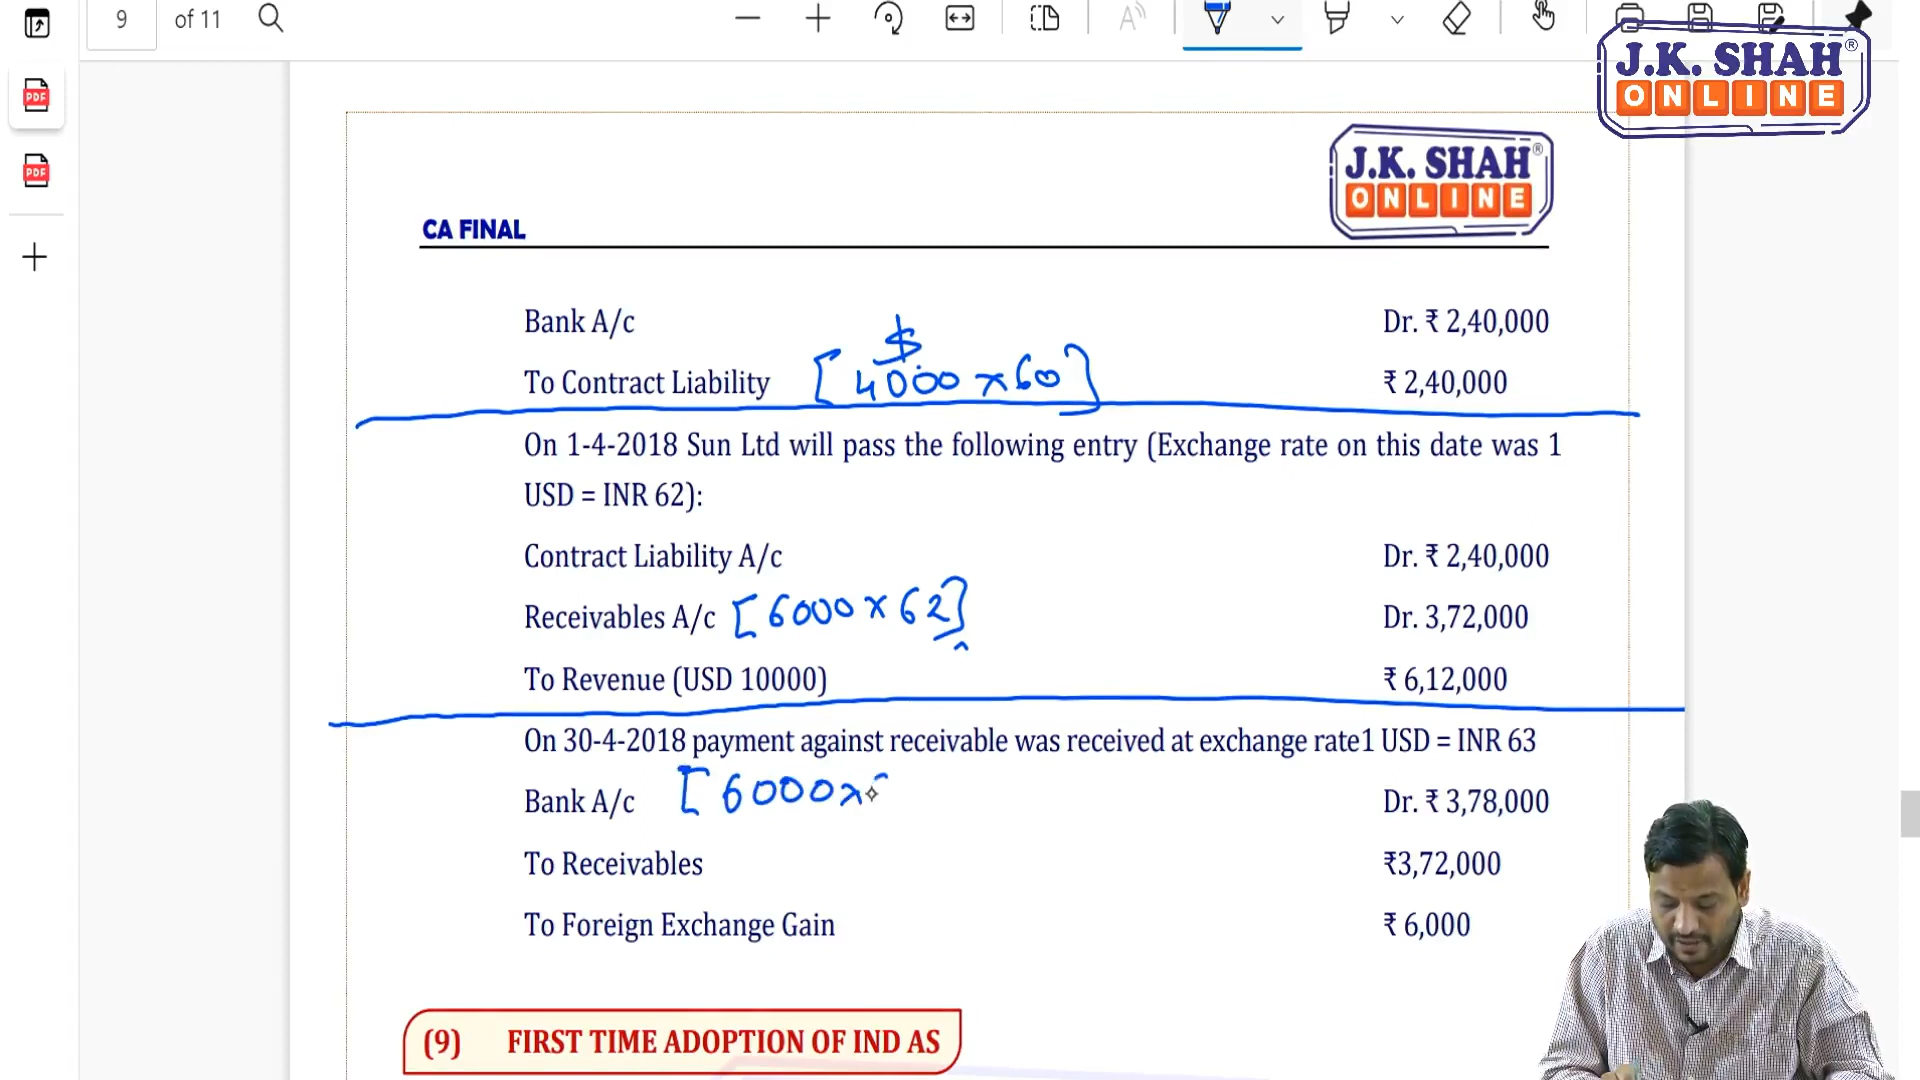 9 of 11
PDF
PDF
J.K. SHAH®
ONLINE
J.K. SHAH®
ONLINE
CA FINAL
Bank A/c Dr. ₹ 2,40,000
$
To Contract Liability [4000 x 60] ₹ 2,40,000
On 1-4-2018 Sun Ltd will pass the following entry (Exchange rate on this date was 1
USD = INR 62):
Contract Liability A/c Dr. ₹ 2,40,000
Receivables A/c [6000 x 62] Dr. 3,72,000
To Revenue (USD 10000) ₹ 6,12,000
On 30-4-2018 payment against receivable was received at exchange rate1 USD = INR 63
Bank A/c [6000x Dr. ₹ 3,78,000
To Receivables ₹3,72,000
To Foreign Exchange Gain ₹ 6,000
(9) FIRST TIME ADOPTION OF IND AS